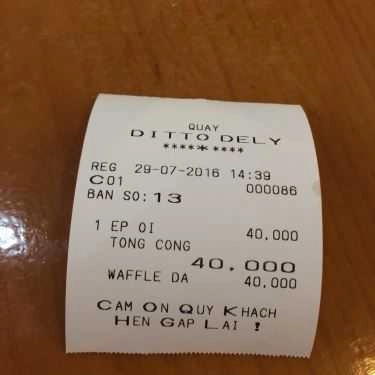 QUAY
DITTO DELY
*********
REG 29-07-2016 14:39
C01 000086
BAN SO: 13
1 EP OI 40.000
TONG CONG
40.000
WAFFLE DA 40.000
CAM ON QUY KHACH
HEN GAP LAI !